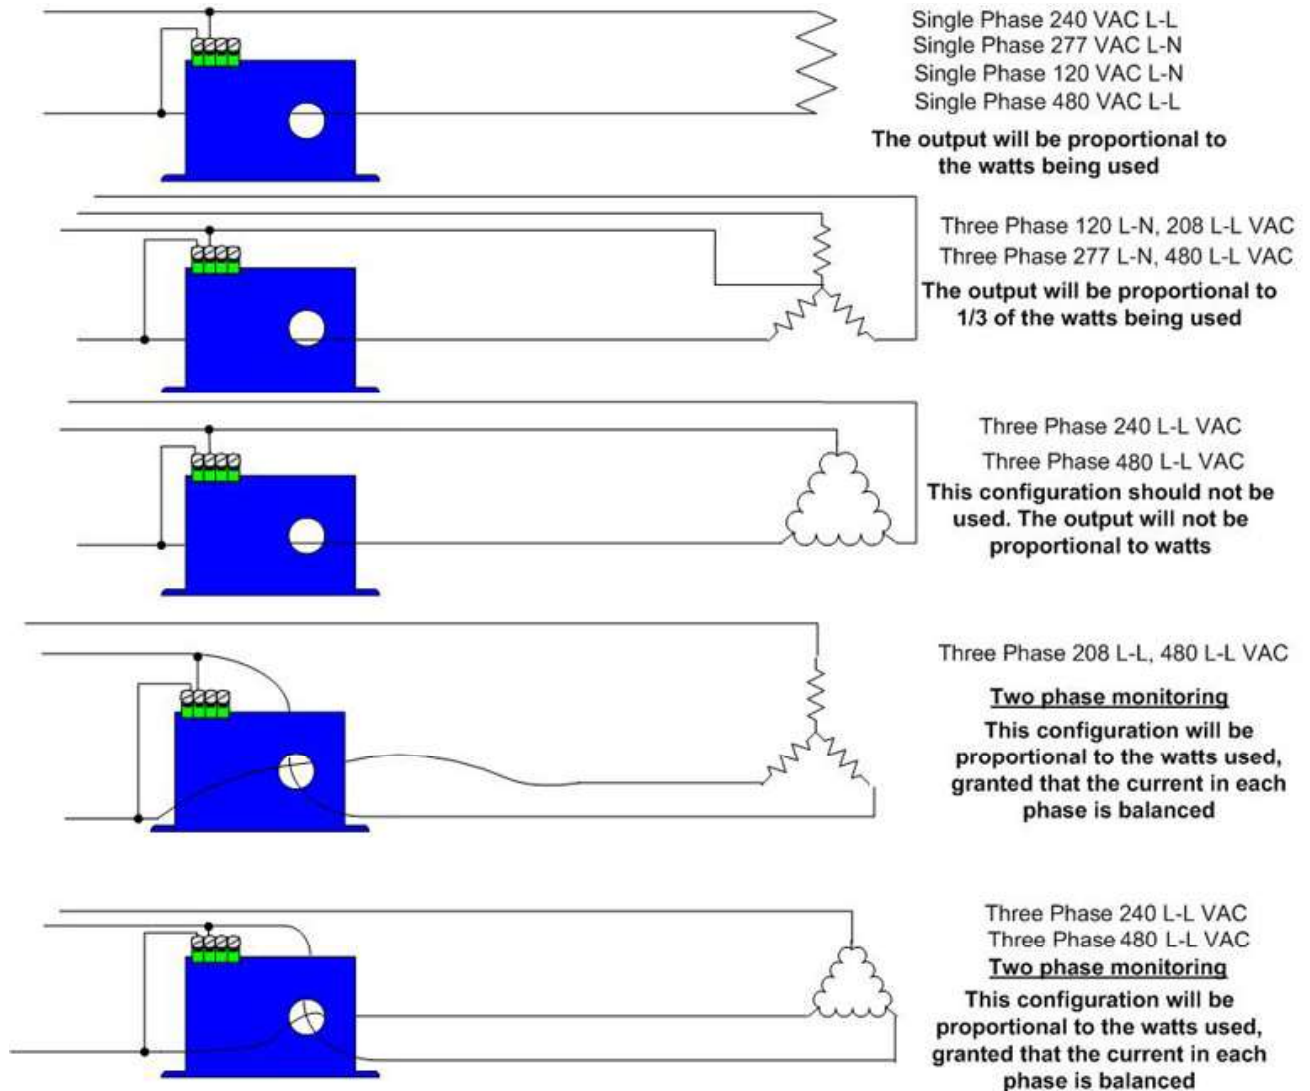 Single Phase 240 VAC L-L
Single Phase 277 VAC L-N
Single Phase 120 VAC L-N
Single Phase 480 VAC L-L
The output will be proportional to
the watts being used
Three Phase 120 L-N, 208 L-L VAC
Three Phase 277 L-N, 480 L-L VAC
The output will be proportional to
1/3 of the watts being used
Three Phase 240 L-L VAC
Three Phase 480 L-L VAC
This configuration should not be
used. The output will not be
proportional to watts
Three Phase 208 L-L, 480 L-L VAC
Two phase monitoring
This configuration will be
proportional to the watts used,
granted that the current in each
phase is balanced
Three Phase 240 L-L VAC
Three Phase 480 L-L VAC
Two phase monitoring
This configuration will be
proportional to the watts used,
granted that the current in each
phase is balanced